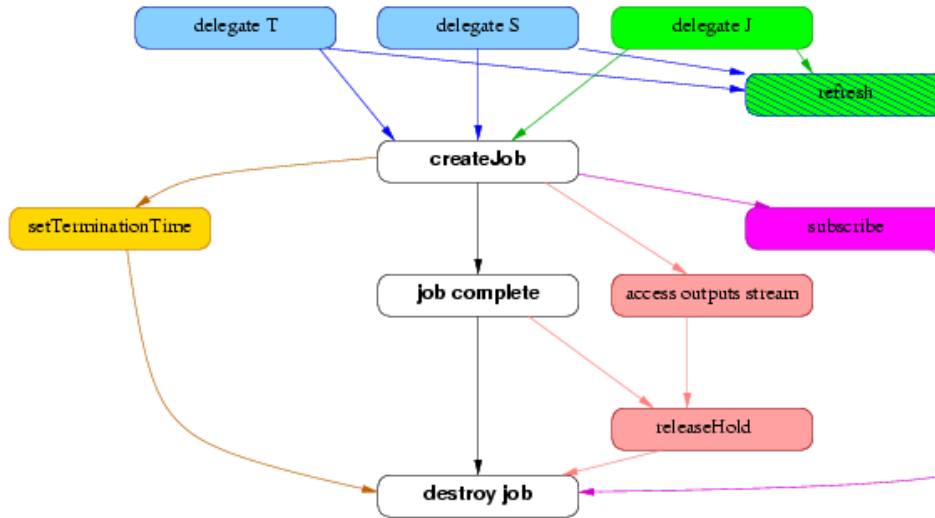 delegate T
delegate S
delegate J
refresh
createJob
setTerminationTime
subscribe
job complete
access outputs stream
releaseHold
destroy job